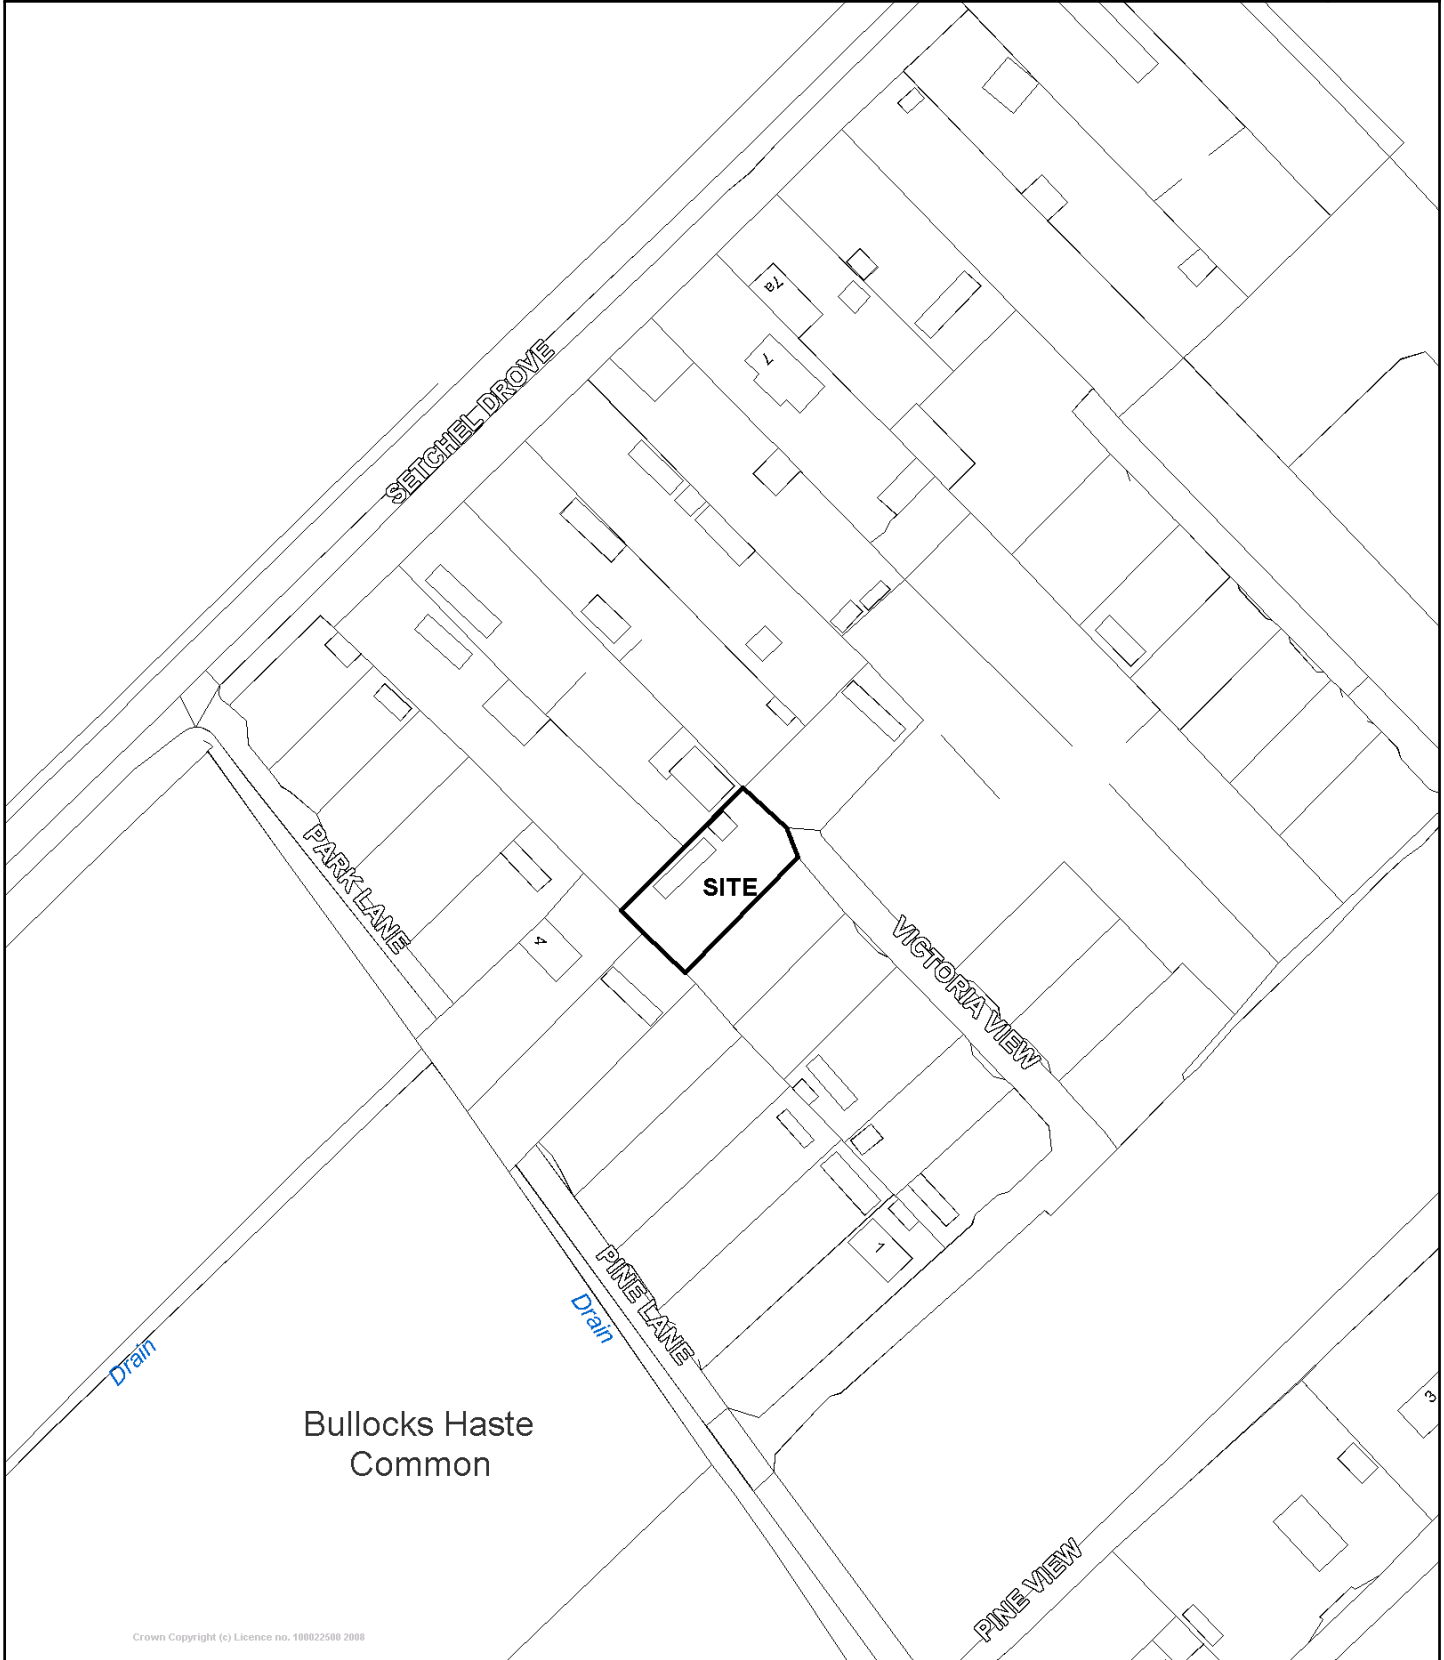 7a
7
SETCHEL DROVE
SITE
PARK LANE
4
VICTORIA VIEW
1
PINE LANE
Drain
Drain
3
Bullocks Haste
Common
PINE VIEW
Crown Copyright (c) Licence no. 100022500 2008